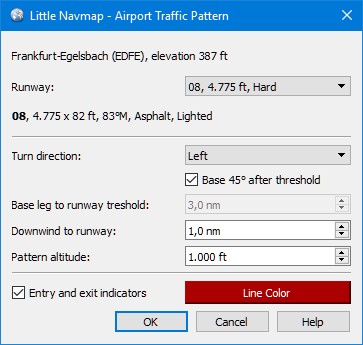 Little Navmap - Airport Traffic Pattern
Frankfurt-Egelsbach (EDFE), elevation 387 ft
Runway: 08, 4.775 ft, Hard
08, 4.775 x 82 ft, 83°M, Asphalt, Lighted
Turn direction: Left
Base 45° after threshold
Base leg to runway treshold: 3,0 nm
Downwind to runway: 1,0 nm
Pattern altitude: 1.000 ft
Entry and exit indicators Line Color
OK Cancel Help